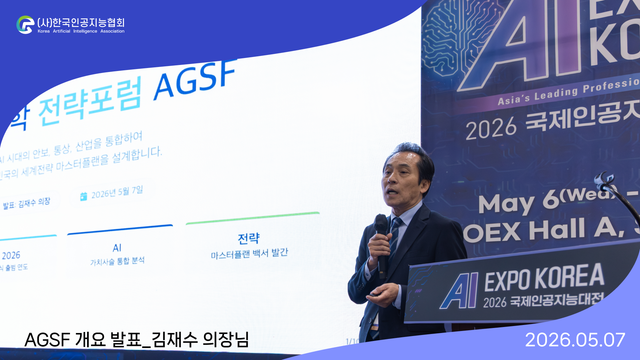 (사)한국인공지능협회
Korea Artificial Intelligence Association
학 전략포럼 AGSF
AI 시대의 안보, 통상, 산업을 통합하여
국의 세계전략 마스터플랜을 설계합니다.
발표: 김재수 의장
2026년 5월 7일
2026
AI
가치사슬 통합 분석
전략
마스터플랜 백서 발간
AI EXP
KO
Asia's Leading Profession
2026 국제인공지
May 6(Wed) –
OEX Hall A,
AI EXPO KOREA
2026 국제인공지능대전
AGSF 개요 발표_김재수 의장님
2026.05.07